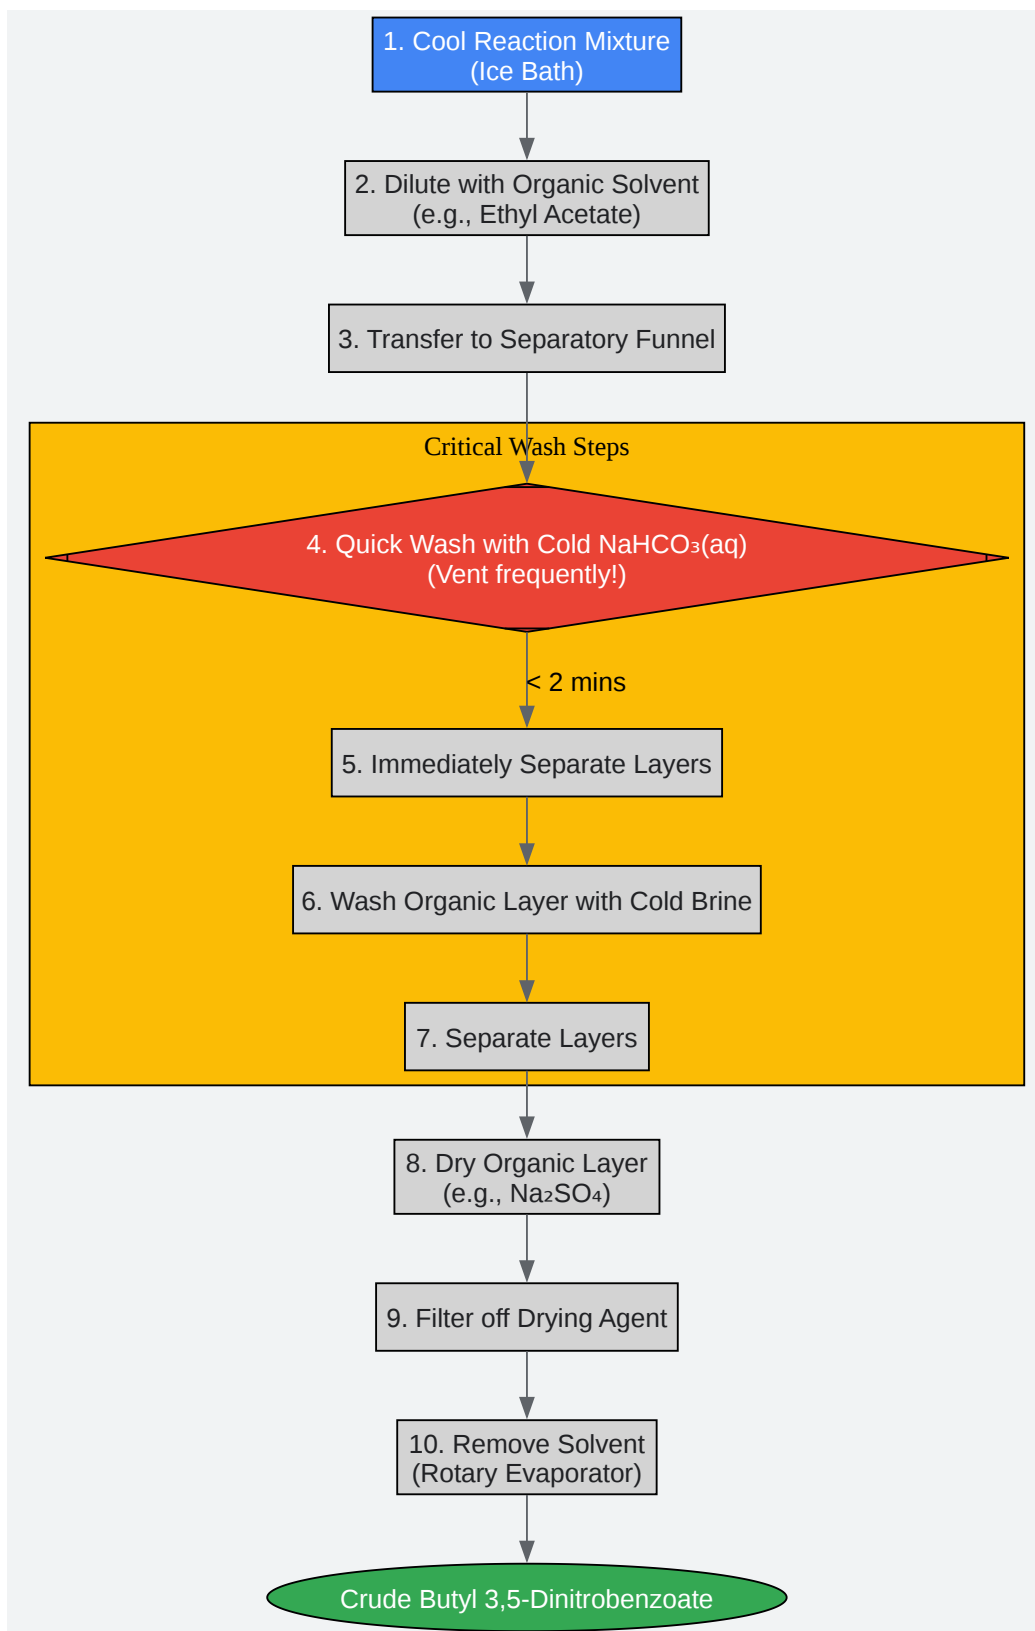 1. Cool Reaction Mixture
(Ice Bath)
2. Dilute with Organic Solvent
(e.g., Ethyl Acetate)
3. Transfer to Separatory Funnel
Critical Wash Steps
4. Quick Wash with Cold NaHCO₃(aq)
(Vent frequently!)
< 2 mins
5. Immediately Separate Layers
6. Wash Organic Layer with Cold Brine
7. Separate Layers
8. Dry Organic Layer
(e.g., Na₂SO₄)
9. Filter off Drying Agent
10. Remove Solvent
(Rotary Evaporator)
Crude Butyl 3,5-Dinitrobenzoate